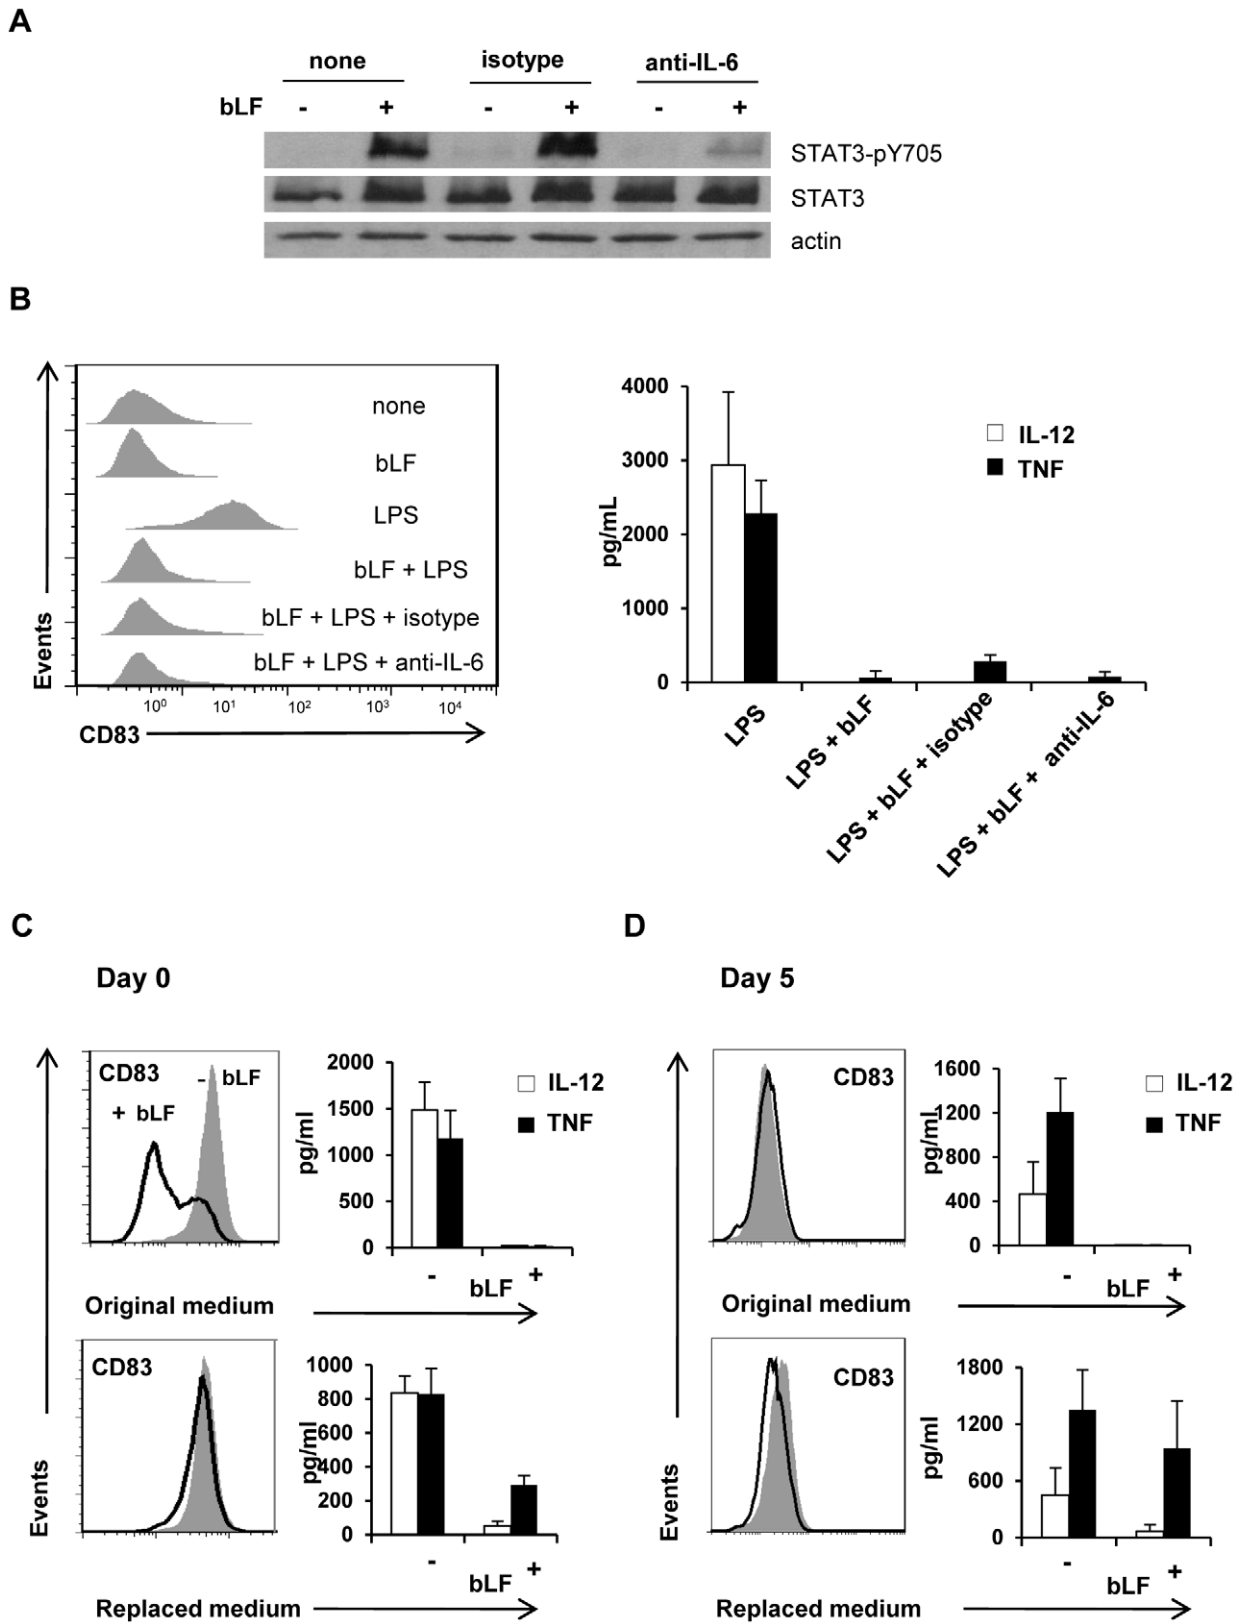 A
none isotype anti-IL-6
bLF - + - + - +
STAT3-pY705
STAT3
actin
B
none
bLF
LPS
bLF + LPS
bLF + LPS + isotype
bLF + LPS + anti-IL-6
Events
10⁰ 10¹ 10² 10³ 10⁴
CD83
4000
3000
2000
1000
0
pg/mL
IL-12
TNF
LPS
LPS + bLF
LPS + bLF + isotype
LPS + bLF + anti-IL-6
C
Day 0
CD83 - bLF
+ bLF
2000
1500
1000
500
0
pg/ml
IL-12
TNF
- bLF +
Original medium
CD83
Events
1000
800
600
400
200
0
pg/ml
- bLF +
Replaced medium
D
Day 5
CD83
1600
1200
800
400
0
pg/ml
IL-12
TNF
- bLF +
Original medium
CD83
Events
1800
1200
600
0
pg/ml
- bLF +
Replaced medium